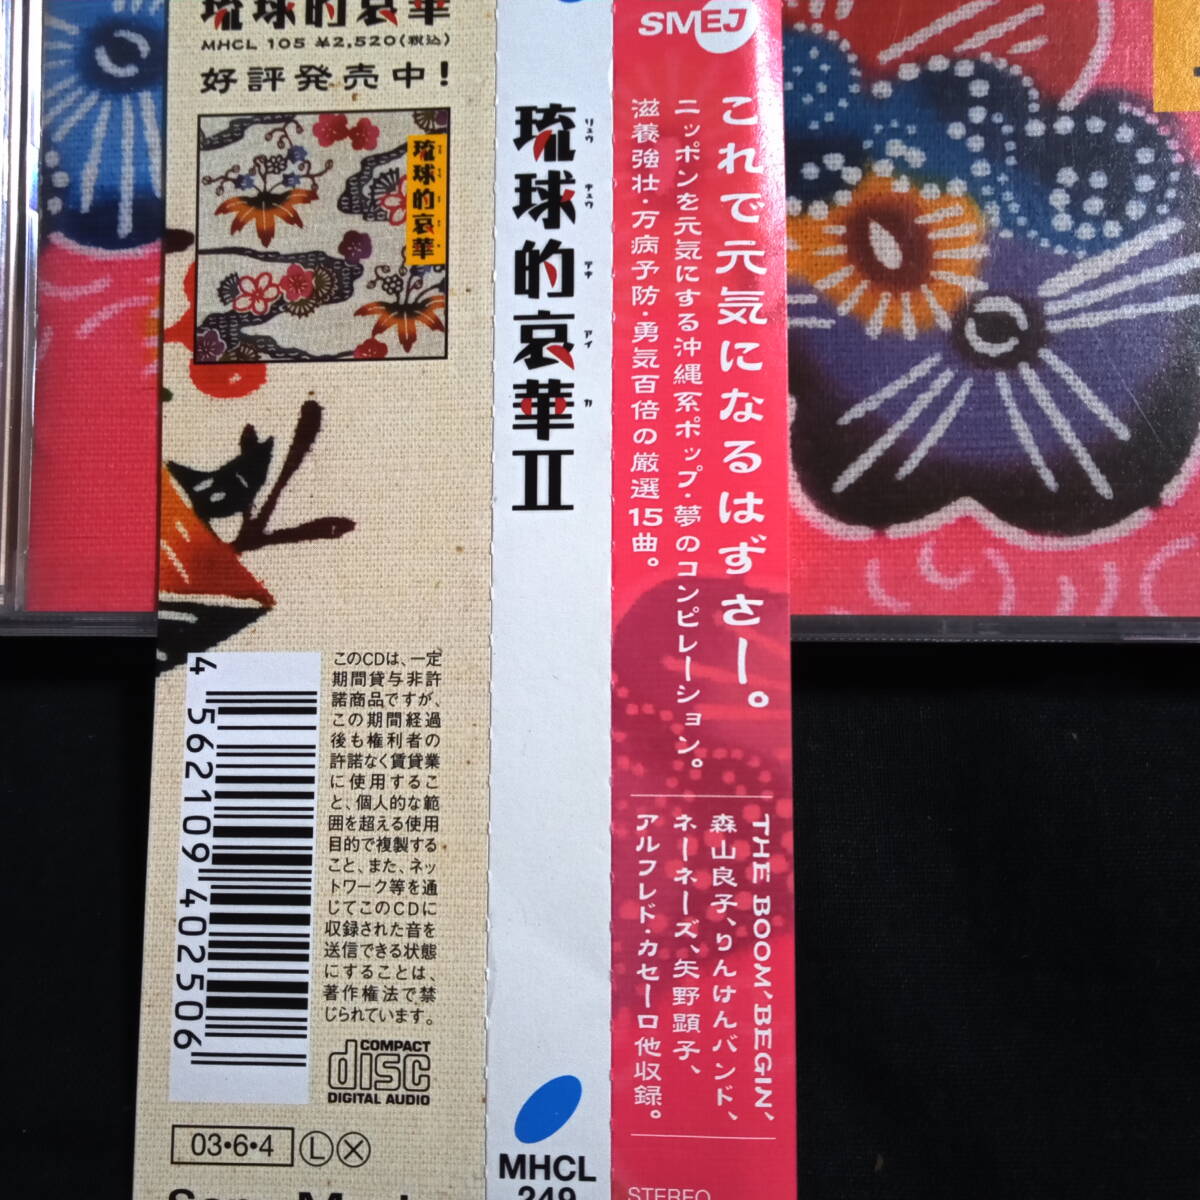 琉球的哀華
MHCL 105 ¥2,520(税込)
好評発売中!
琉球的哀華
4 562109 402506
このCDは、一定
期間貸与非許
諾商品ですが、
この期間経過
後も権利者の
許諾なく賃貸業
に使用するこ
と、個人的な範
囲を超える使用
目的で複製する
こと、また、ネッ
トワーク等を通
じてこのCDに
収録された音を
送信できる状態
にすることは、
著作権法で禁
じられています。
COMPACT
disc
DIGITAL AUDIO
03・6・4
L
琉球的哀華II
リュウ キュウ テキ アイ カ
MHCL
249
SMEJ
これで元気になるはずさー。
ニッポンを元気にする沖縄系ポップ・夢のコンピレーション。
滋養強壮・万病予防・勇気百倍の厳選15曲。
THE BOOM、BEGIN、
森山良子、りんけんバンド、
ネーネーズ、矢野顕子、
アルフレド・カセーロ他収録。
STEREO